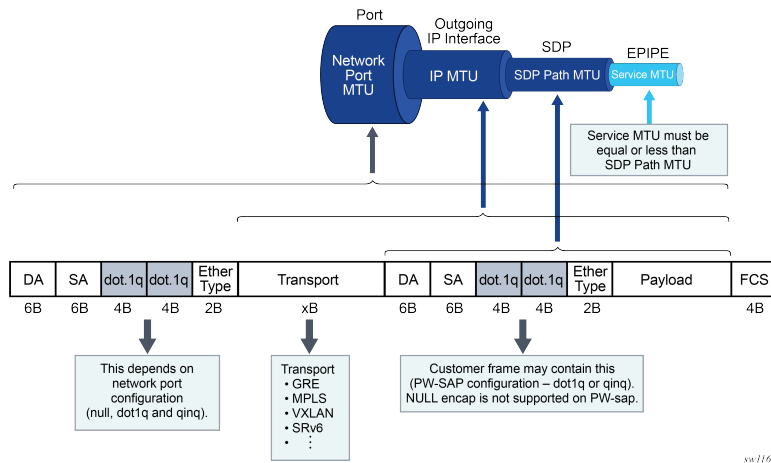 Port
Outgoing
IP Interface
SDP
EPIPE
Network
Port
MTU
IP MTU
SDP Path MTU
Service MTU
Service MTU must be
equal or less than
SDP Path MTU
DA SA dot.1q dot.1q Ether Type Transport DA SA dot.1q dot.1q Ether Type Payload FCS
6B 6B 4B 4B 2B xB 6B 6B 4B 4B 2B 4B
This depends on
network port
configuration
(null, dot1q and qinq).
Transport
• GRE
• MPLS
• VXLAN
• SRv6
• ⋮
Customer frame may contain this
(PW-SAP configuration – dot1q or qinq).
NULL encap is not supported on PW-sap.
sw1116